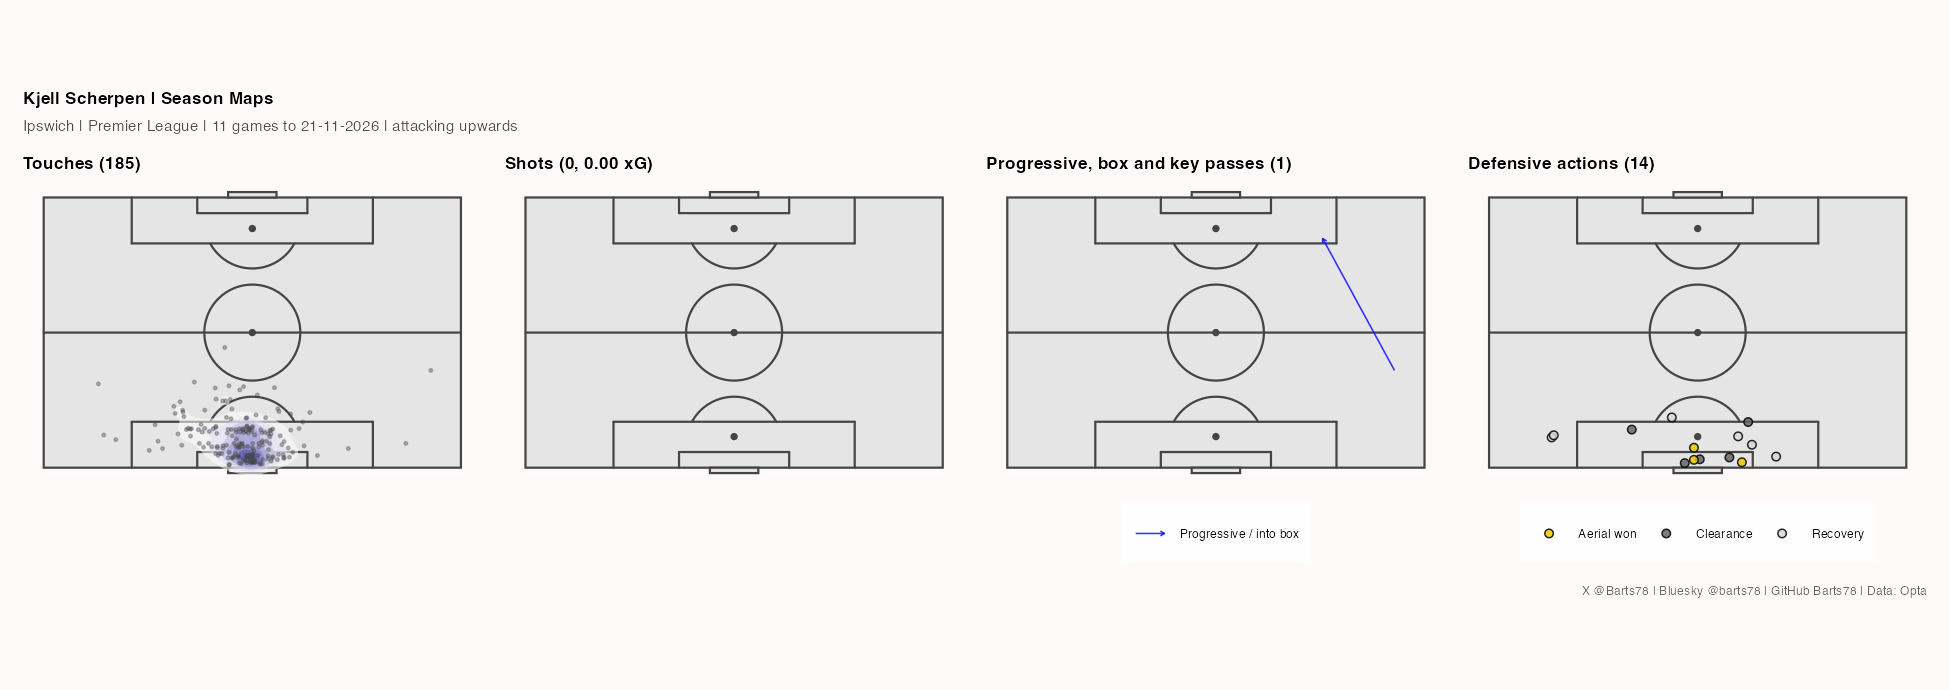 Kjell Scherpen | Season Maps
Ipswich | Premier League | 11 games to 21-11-2026 | attacking upwards
Touches (185)
Shots (0, 0.00 xG)
Progressive, box and key passes (1)
Defensive actions (14)
Progressive / into box
Aerial won
Clearance
Recovery
X @Barts78 | Bluesky @barts78 | GitHub Barts78 | Data: Opta